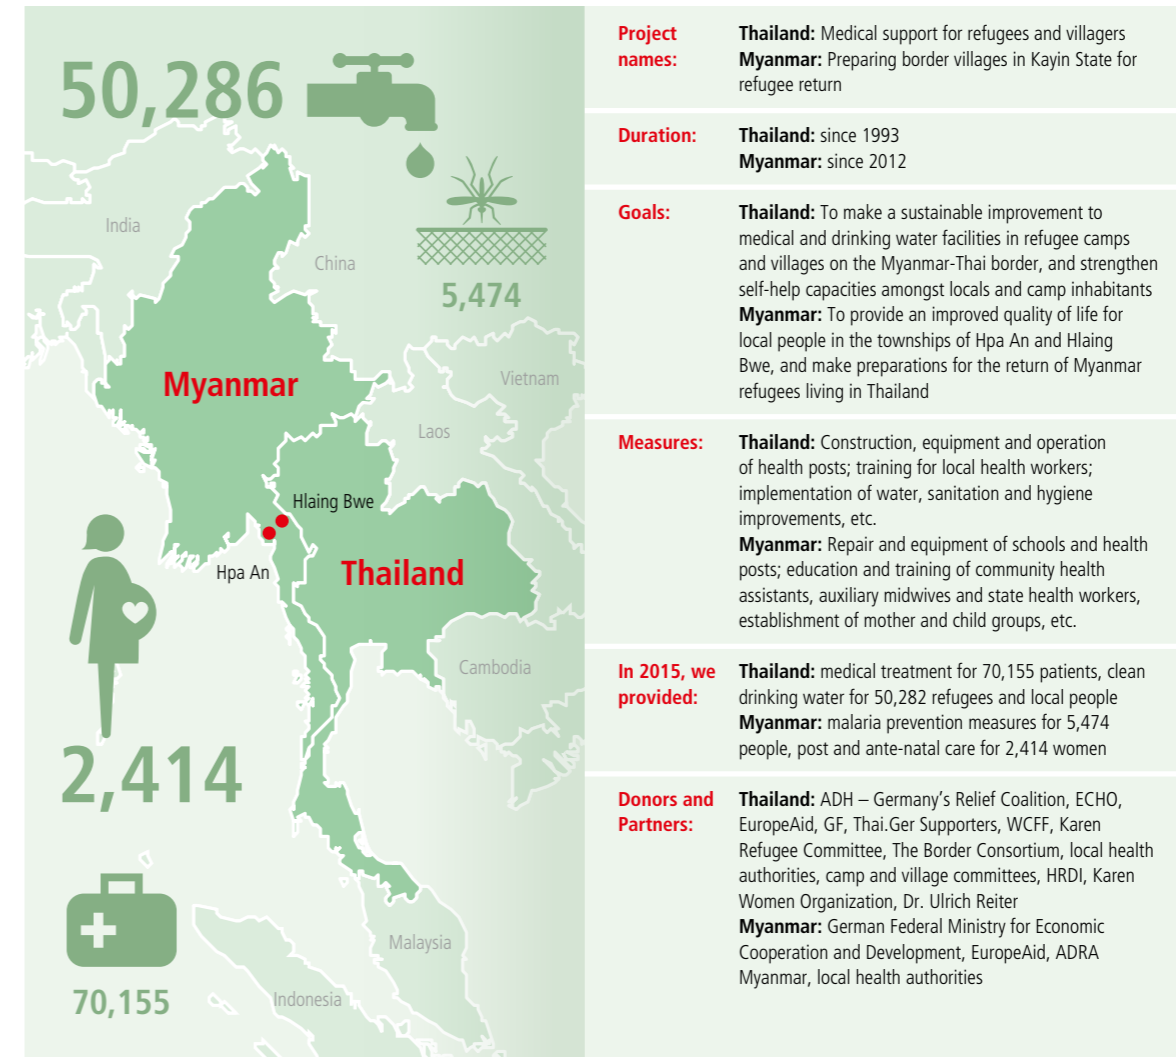 50,286
India
China
5,474
Myanmar
Vietnam
Laos
Hlaing Bwe
Hpa An
Thailand
Cambodia
2,414
Malaysia
70,155
Indonesia
Project names:
Thailand: Medical support for refugees and villagers
Myanmar: Preparing border villages in Kayin State for
refugee return
Duration:
Thailand: since 1993
Myanmar: since 2012
Goals:
Thailand: To make a sustainable improvement to
medical and drinking water facilities in refugee camps
and villages on the Myanmar-Thai border, and strengthen
self-help capacities amongst locals and camp inhabitants
Myanmar: To provide an improved quality of life for
local people in the townships of Hpa An and Hlaing
Bwe, and make preparations for the return of Myanmar
refugees living in Thailand
Measures:
Thailand: Construction, equipment and operation
of health posts; training for local health workers;
implementation of water, sanitation and hygiene
improvements, etc.
Myanmar: Repair and equipment of schools and health
posts; education and training of community health
assistants, auxiliary midwives and state health workers,
establishment of mother and child groups, etc.
In 2015, we
provided:
Thailand: medical treatment for 70,155 patients, clean
drinking water for 50,282 refugees and local people
Myanmar: malaria prevention measures for 5,474
people, post and ante-natal care for 2,414 women
Donors and
Partners:
Thailand: ADH – Germany's Relief Coalition, ECHO,
EuropeAid, GF, Thai.Ger Supporters, WCFF, Karen
Refugee Committee, The Border Consortium, local health
authorities, camp and village committees, HRDI, Karen
Women Organization, Dr. Ulrich Reiter
Myanmar: German Federal Ministry for Economic
Cooperation and Development, EuropeAid, ADRA
Myanmar, local health authorities